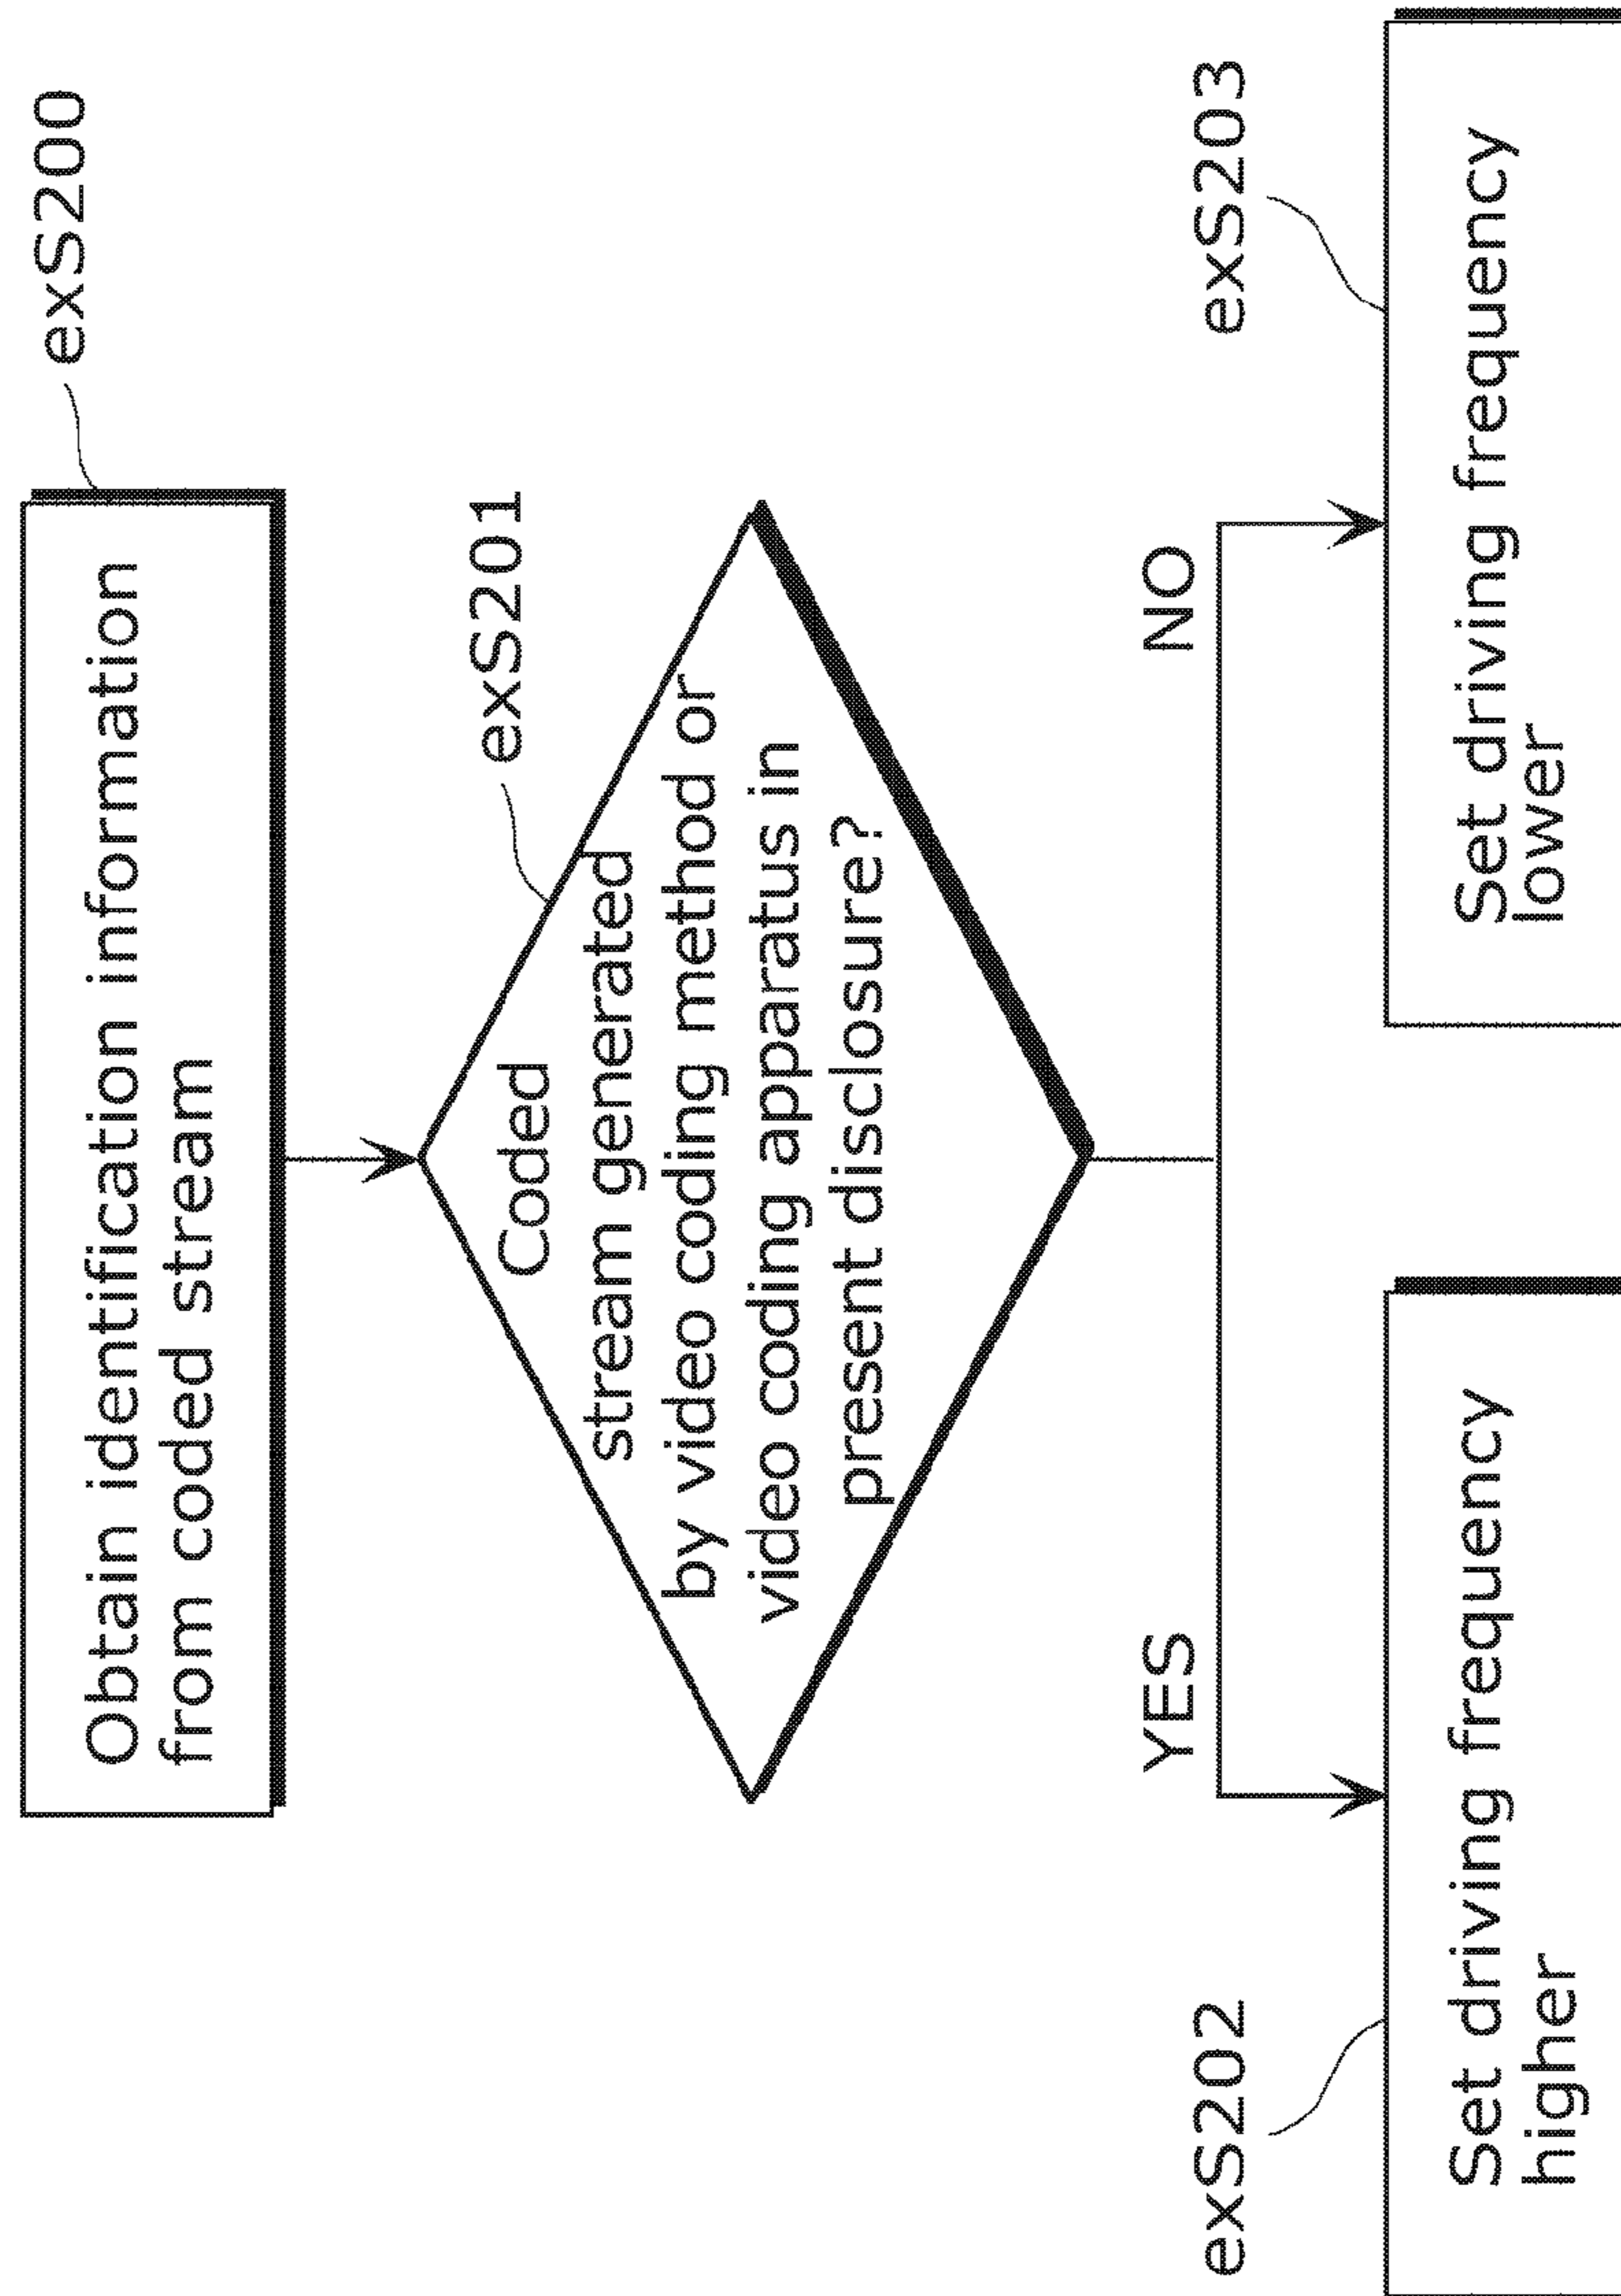 exS200
Obtain identification information
from coded stream
exS201
Coded
stream generated
by video coding method or
video coding apparatus in
present disclosure?
YES
NO
exS202
exS203
Set driving frequency
higher
Set driving frequency
lower